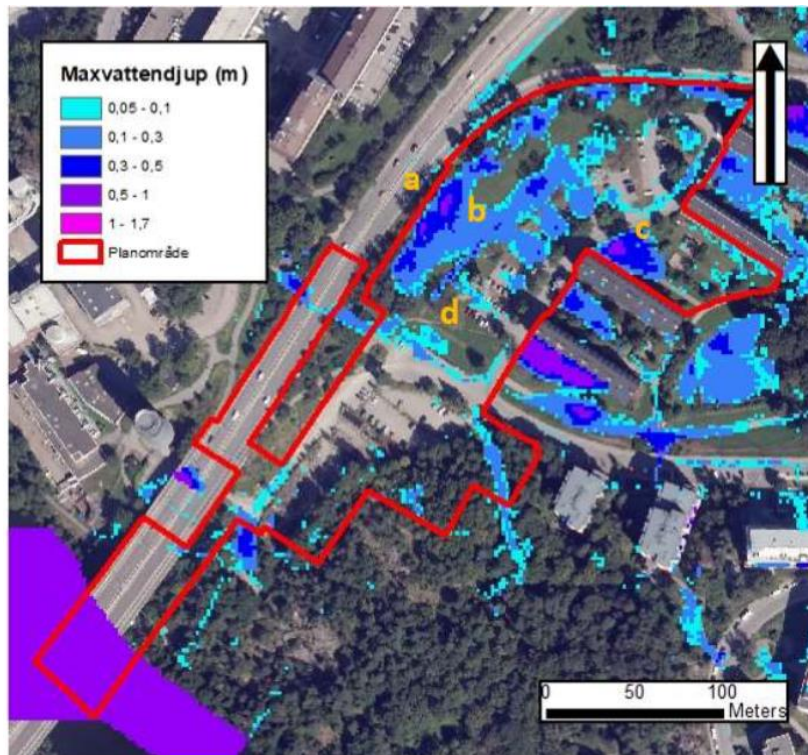 Maxvattendjup (m)
0,05 - 0,1
0,1 - 0,3
0,3 - 0,5
0,5 - 1
1 - 1,7
Planområde
a
b
c
d
0 50 100
Meters